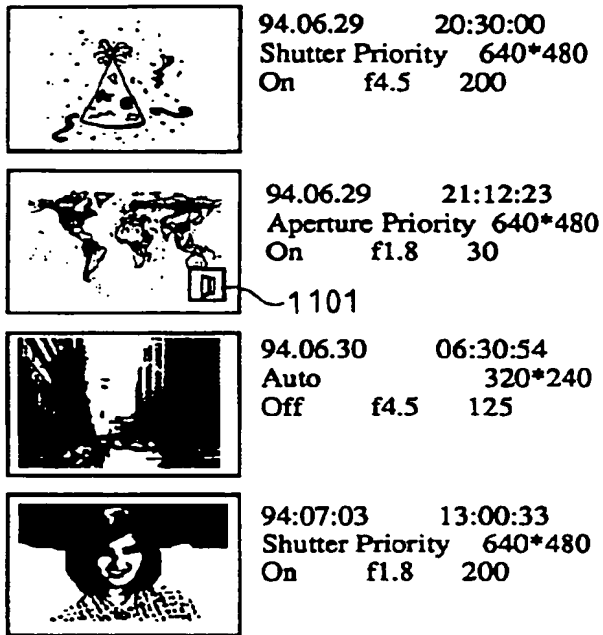 94.06.29 20:30:00
Shutter Priority 640*480
On f4.5 200
94.06.29 21:12:23
Aperture Priority 640*480
On f1.8 30
1101
94.06.30 06:30:54
Auto 320*240
Off f4.5 125
94:07:03 13:00:33
Shutter Priority 640*480
On f1.8 200